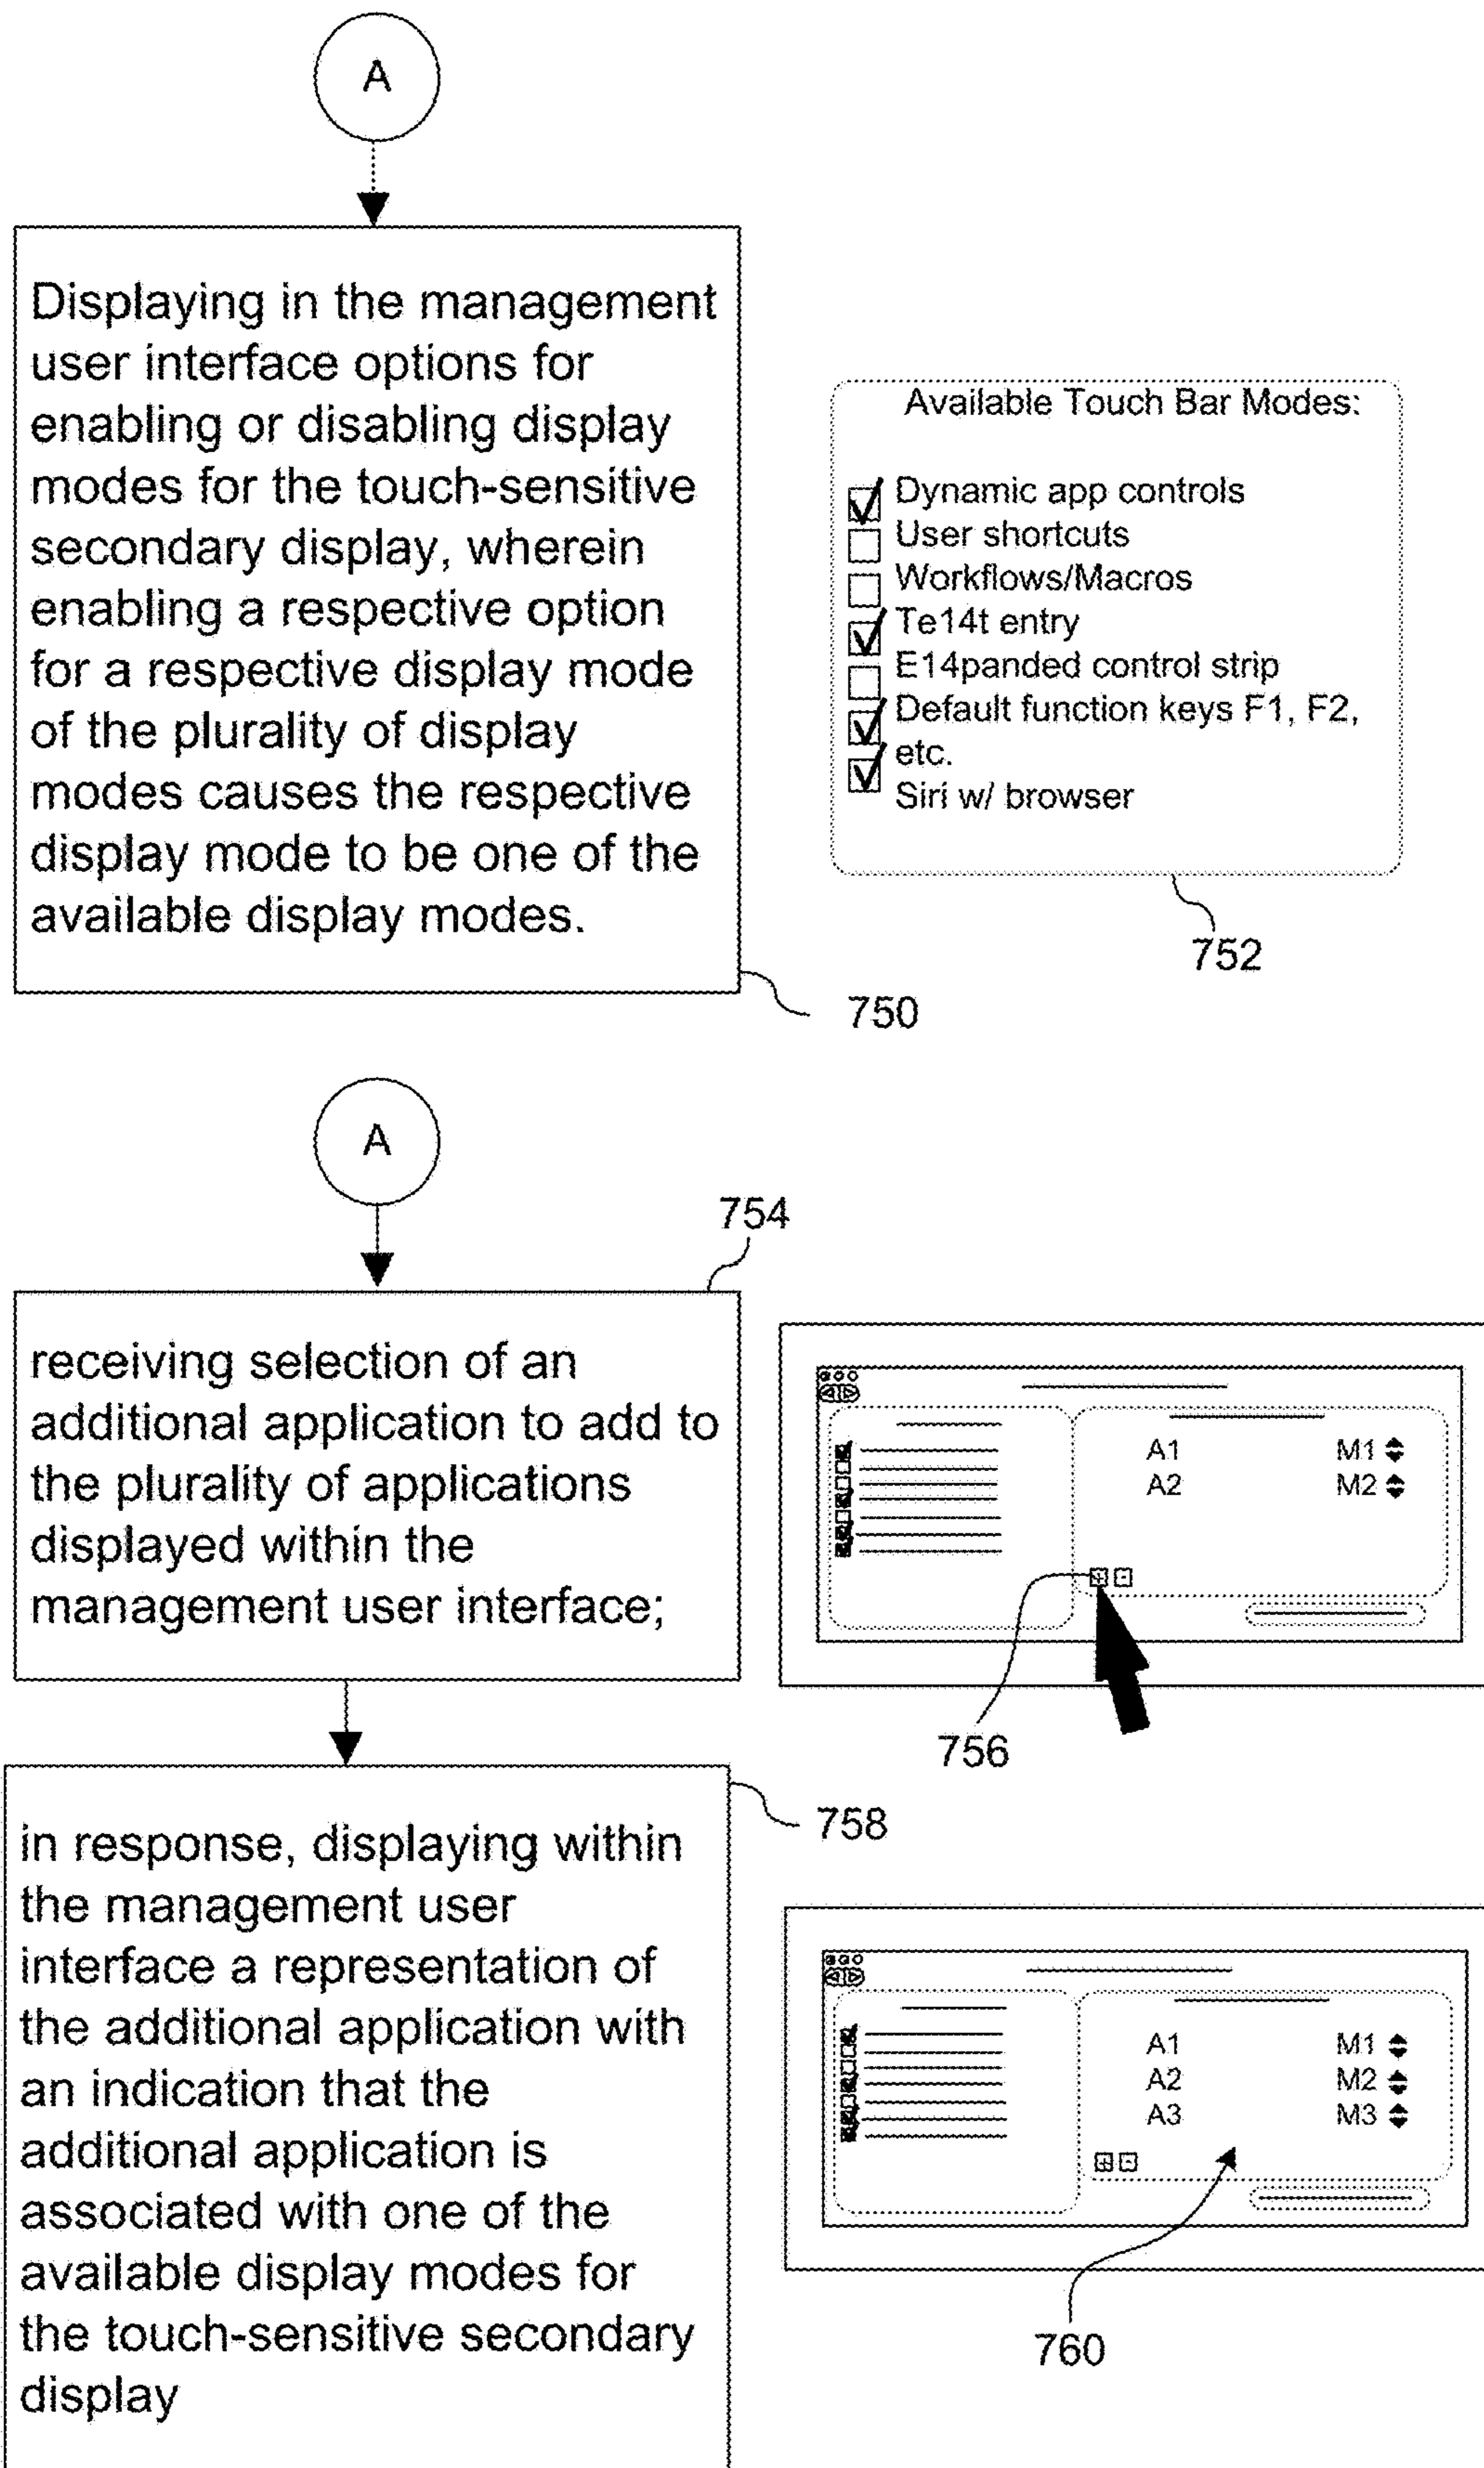 A
Displaying in the management
user interface options for
enabling or disabling display
modes for the touch-sensitive
secondary display, wherein
enabling a respective option
for a respective display mode
of the plurality of display
modes causes the respective
display mode to be one of the
available display modes.
750
Available Touch Bar Modes:
Dynamic app controls
User shortcuts
Workflows/Macros
Te14t entry
E14panded control strip
Default function keys F1, F2,
etc.
Siri w/ browser
752
A
754
receiving selection of an
additional application to add to
the plurality of applications
displayed within the
management user interface;
A1 M1
A2 M2
756
758
in response, displaying within
the management user
interface a representation of
the additional application with
an indication that the
additional application is
associated with one of the
available display modes for
the touch-sensitive secondary
display
A1 M1
A2 M2
A3 M3
760